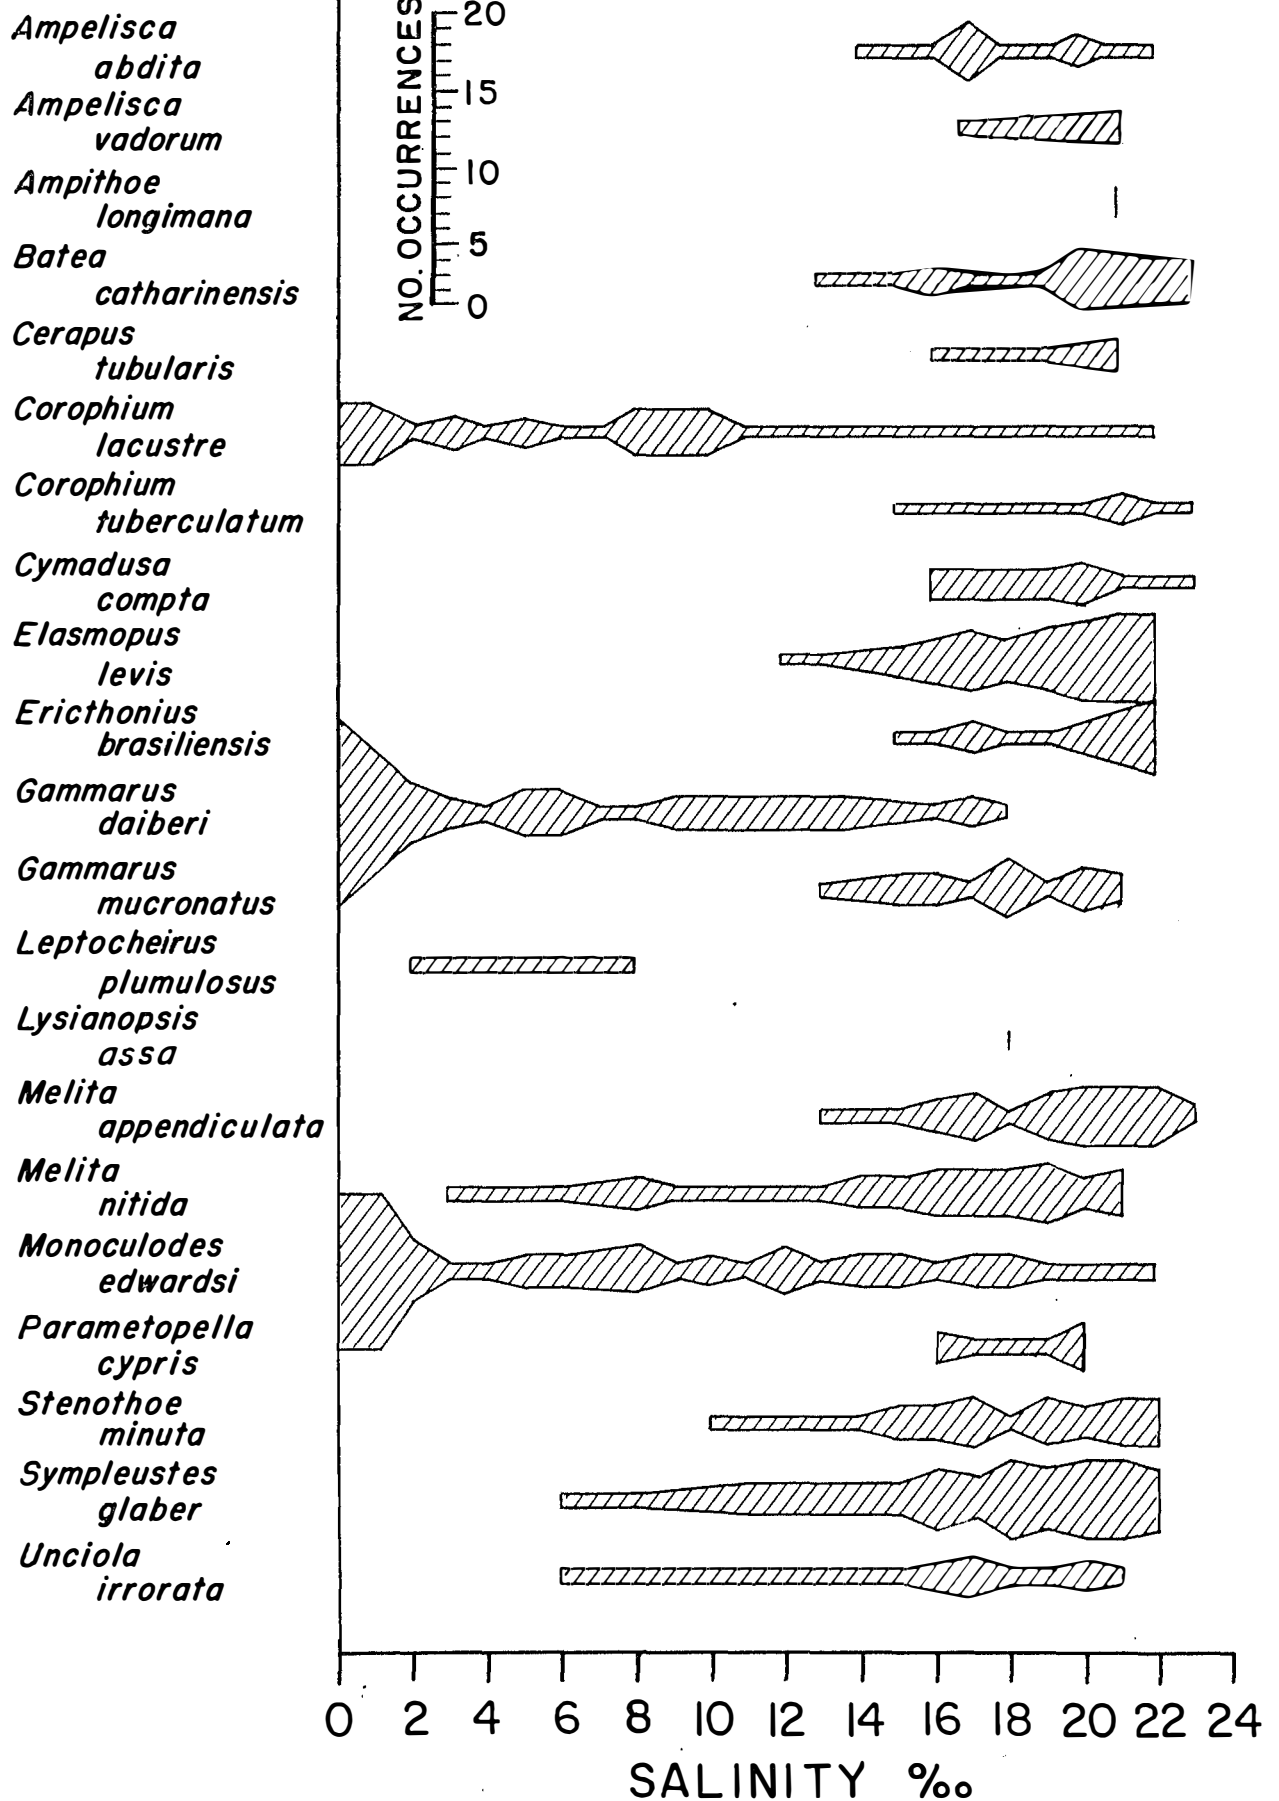 Ampelisca
abdita
Ampelisca
vadorum
Ampithoe
longimana
Batea
catharinensis
Cerapus
tubularis
Corophium
lacustre
Corophium
tuberculatum
Cymadusa
compta
Elasmopus
levis
Ericthonius
brasiliensis
Gammarus
daiberi
Gammarus
mucronatus
Leptocheirus
plumulosus
Lysianopsis
assa
Melita
appendiculata
Melita
nitida
Monoculodes
edwardsi
Parametopella
cypris
Stenothoe
minuta
Sympleustes
glaber
Unciola
irrorata
NO. OCCURRENCES
20
15
10
5
0
0 2 4 6 8 10 12 14 16 18 20 22 24
SALINITY ‰